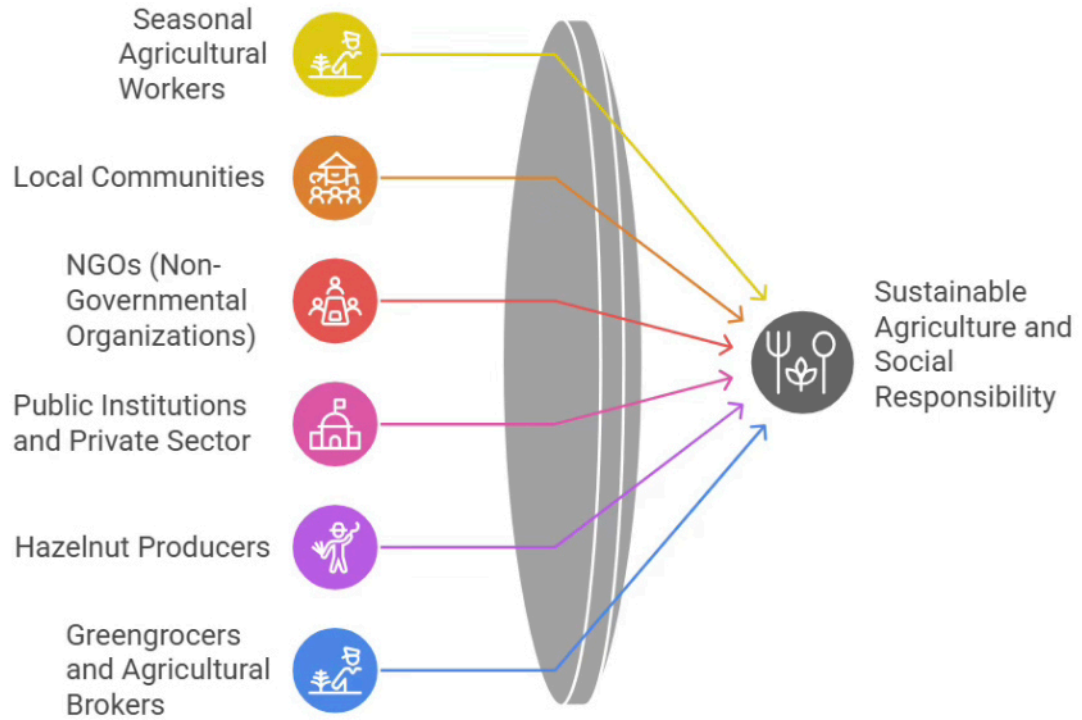 Seasonal
Agricultural
Workers
Local Communities
NGOs (Non-
Governmental
Organizations)
Public Institutions
and Private Sector
Hazelnut Producers
Greengrocers
and Agricultural
Brokers
Sustainable
Agriculture and
Social
Responsibility